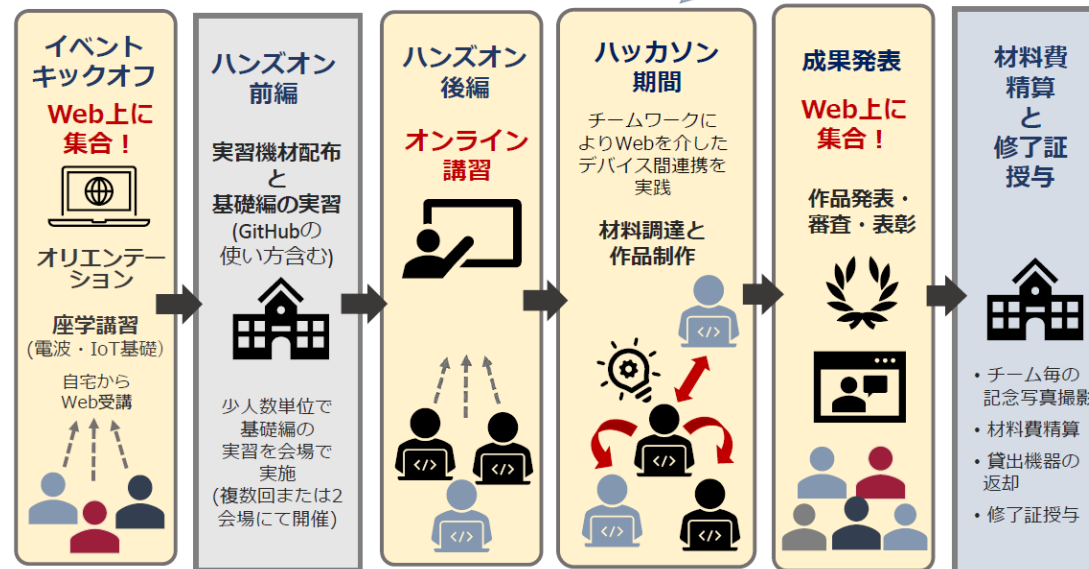 イベント
キックオフ
Web上に
集合！
オリエンテー
ション
座学講習
(電波・IoT基礎)
自宅から
Web受講
ハンズオン
前編
実習機材配布
と
基礎編の実習
(GitHubの
使い方含む)
少人数単位で
基礎編の
実習を会場で
実施
(複数回または2
会場にて開催)
ハンズオン
後編
オンライン
講習
</>
</>
</>
ハッカソン
期間
チームワークに
よりWebを介した
デバイス間連携を
実践
材料調達と
作品制作
</>
</>
</>
</>
成果発表
Web上に
集合！
作品発表・
審査・表彰
材料費
精算
と
修了証
授与
・チーム毎の
記念写真撮影
・材料費精算
・貸出機器の
返却
・修了証授与